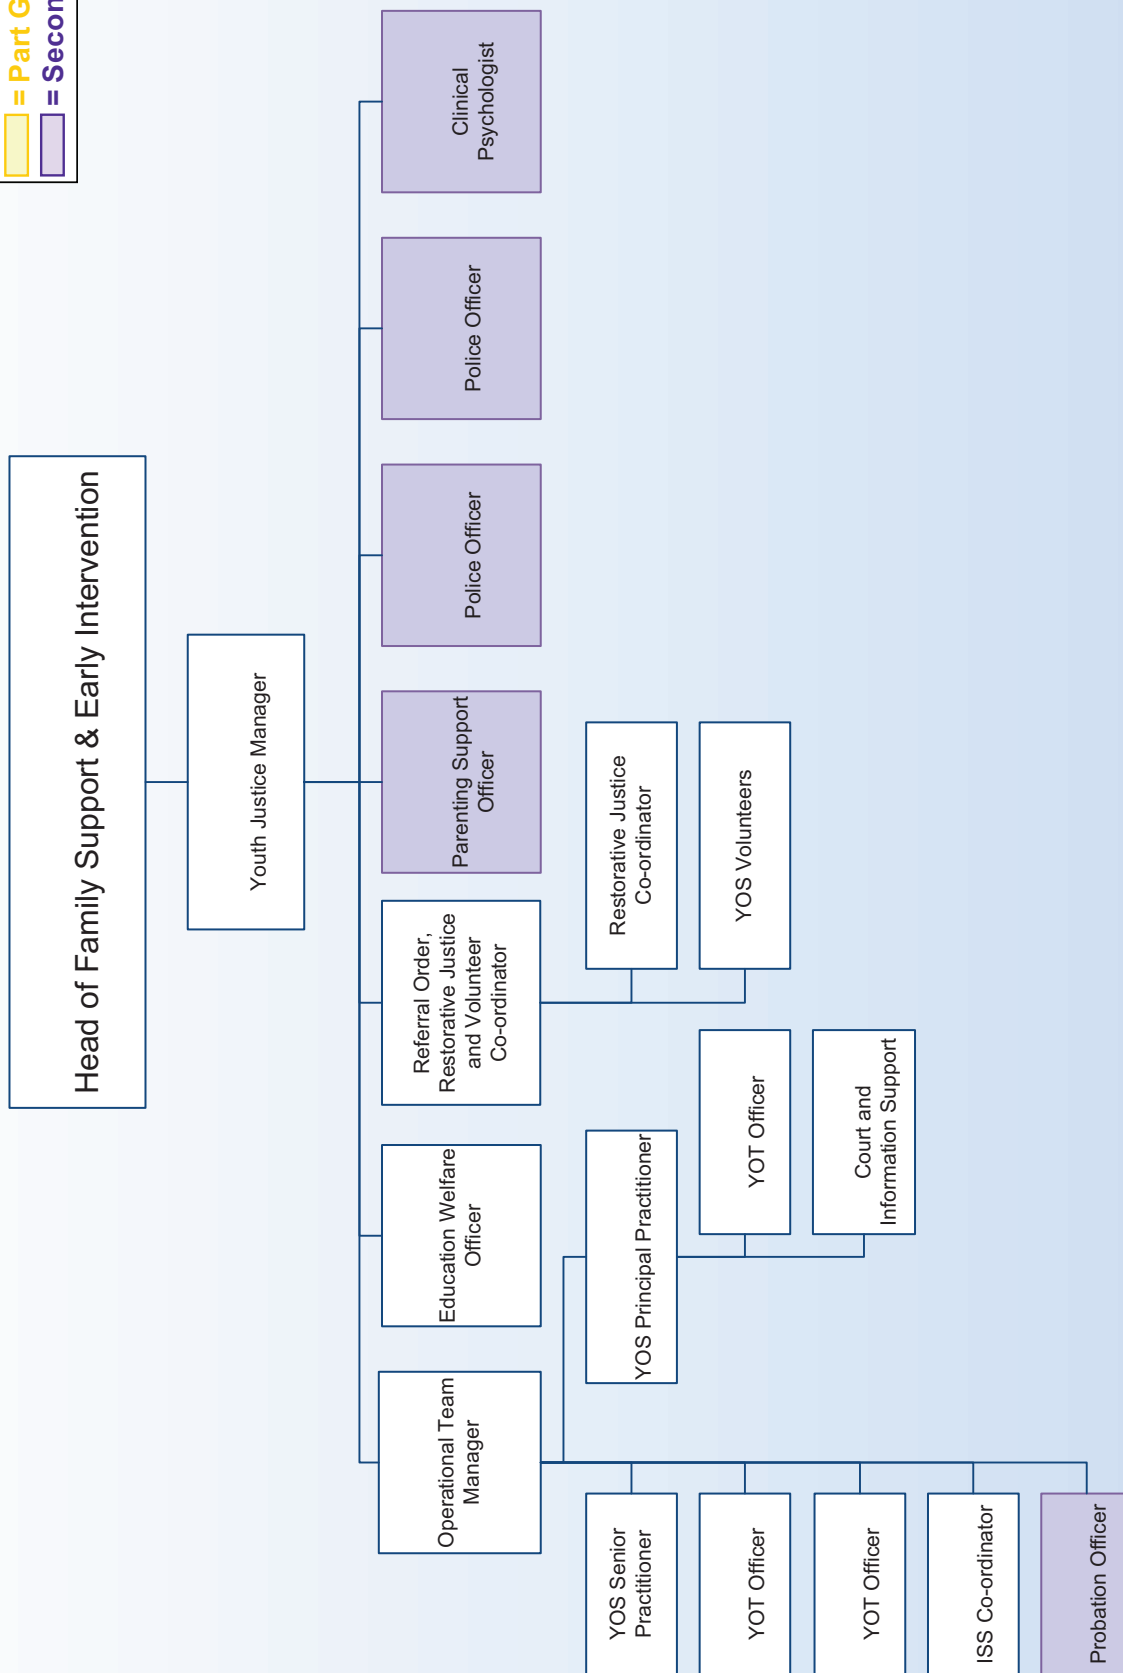 = Part G
= Secon
Head of Family Support & Early Intervention
Youth Justice Manager
Operational Team
Manager
Education Welfare
Officer
Referral Order,
Restorative Justice
and Volunteer
Co-ordinator
Parenting Support
Officer
Police Officer
Police Officer
Clinical
Psychologist
YOS Senior
Practitioner
YOS Principal Practitioner
Restorative Justice
Co-ordinator
YOT Officer
YOT Officer
YOS Volunteers
YOT Officer
Court and
Information Support
ISS Co-ordinator
Probation Officer